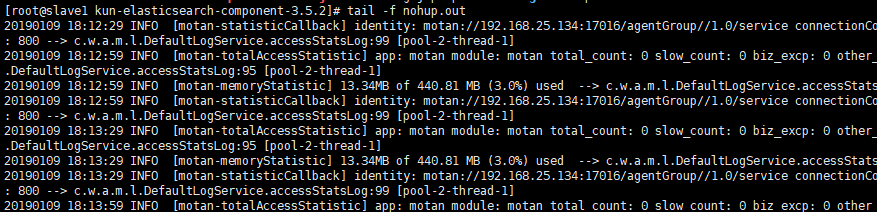 [root@slave1 kun-elasticsearch-component-3.5.2]# tail -f nohup.out
20190109 18:12:29 INFO  [motan-statisticCallback] identity: motan://192.168.25.134:17016/agentGroup//1.0/service connectionCo
: 800 --> c.w.a.m.l.DefaultLogService.accessStatsLog:99 [pool-2-thread-1]
20190109 18:12:59 INFO  [motan-totalAccessStatistic] app: motan module: motan total_count: 0 slow_count: 0 biz_excp: 0 other_
.DefaultLogService.accessStatsLog:95 [pool-2-thread-1]
20190109 18:12:59 INFO  [motan-memoryStatistic] 13.34MB of 440.81 MB (3.0%) used  --> c.w.a.m.l.DefaultLogService.accessStats
20190109 18:12:59 INFO  [motan-statisticCallback] identity: motan://192.168.25.134:17016/agentGroup//1.0/service connectionCo
: 800 --> c.w.a.m.l.DefaultLogService.accessStatsLog:99 [pool-2-thread-1]
20190109 18:13:29 INFO  [motan-totalAccessStatistic] app: motan module: motan total_count: 0 slow_count: 0 biz_excp: 0 other_
.DefaultLogService.accessStatsLog:95 [pool-2-thread-1]
20190109 18:13:29 INFO  [motan-memoryStatistic] 13.34MB of 440.81 MB (3.0%) used  --> c.w.a.m.l.DefaultLogService.accessStats
20190109 18:13:29 INFO  [motan-statisticCallback] identity: motan://192.168.25.134:17016/agentGroup//1.0/service connectionCo
: 800 --> c.w.a.m.l.DefaultLogService.accessStatsLog:99 [pool-2-thread-1]
20190109 18:13:59 INFO  [motan-totalAccessStatistic] app: motan module: motan total_count: 0 slow_count: 0 biz_excp: 0 other_